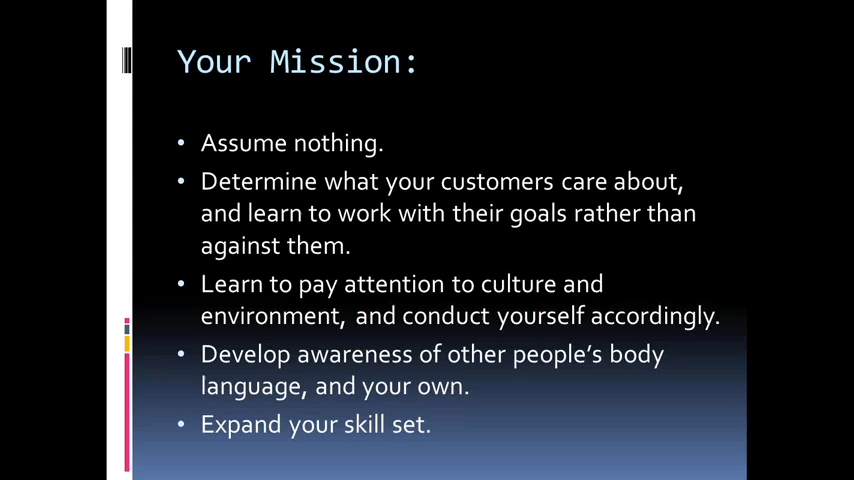 Your Mission:
• Assume nothing.
• Determine what your customers care about,
and learn to work with their goals rather than
against them.
• Learn to pay attention to culture and
environment, and conduct yourself accordingly.
• Develop awareness of other people's body
language, and your own.
• Expand your skill set.